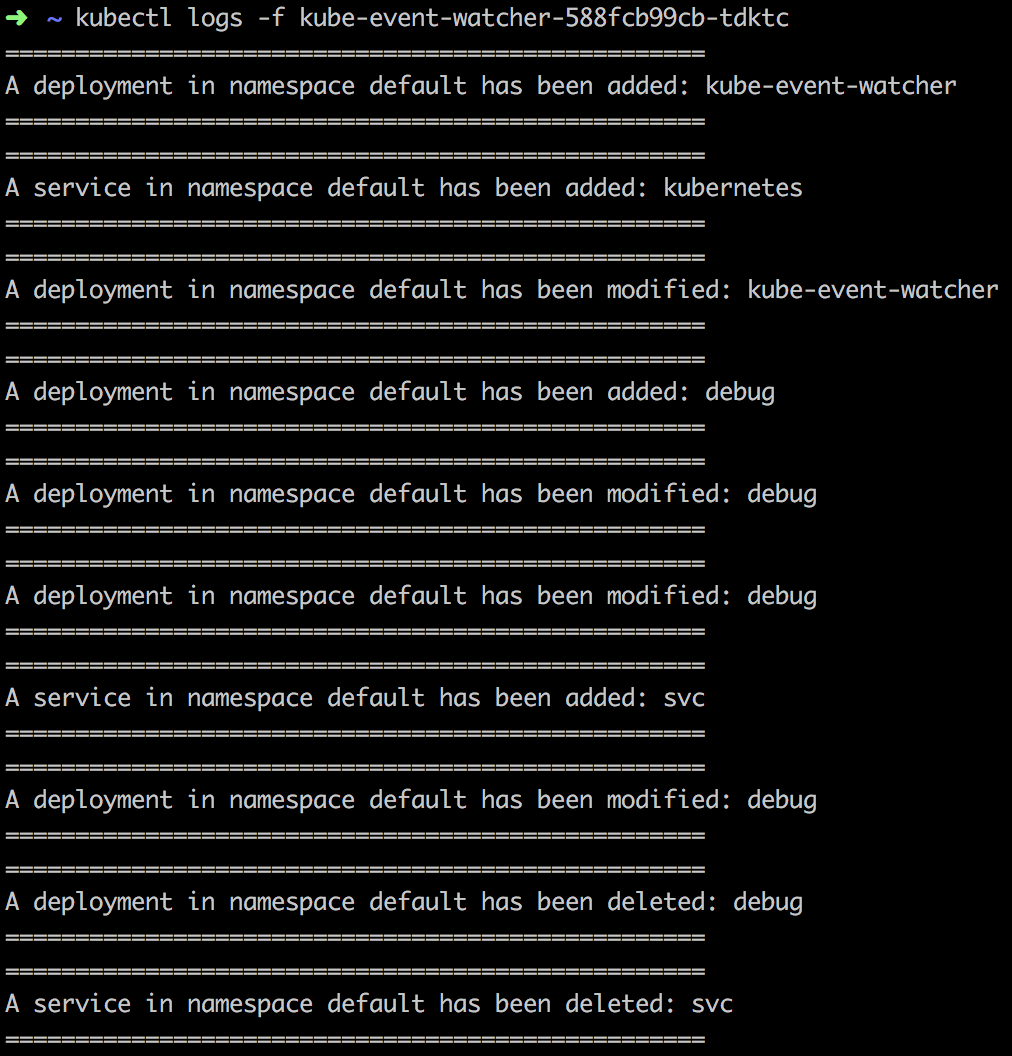 ➜ ~ kubectl logs -f kube-event-watcher-588fcb99cb-tdktc
==================================================
A deployment in namespace default has been added: kube-event-watcher
==================================================
==================================================
A service in namespace default has been added: kubernetes
==================================================
==================================================
A deployment in namespace default has been modified: kube-event-watcher
==================================================
==================================================
A deployment in namespace default has been added: debug
==================================================
==================================================
A deployment in namespace default has been modified: debug
==================================================
==================================================
A deployment in namespace default has been modified: debug
==================================================
==================================================
A service in namespace default has been added: svc
==================================================
==================================================
A deployment in namespace default has been modified: debug
==================================================
==================================================
A deployment in namespace default has been deleted: debug
==================================================
==================================================
A service in namespace default has been deleted: svc
==================================================